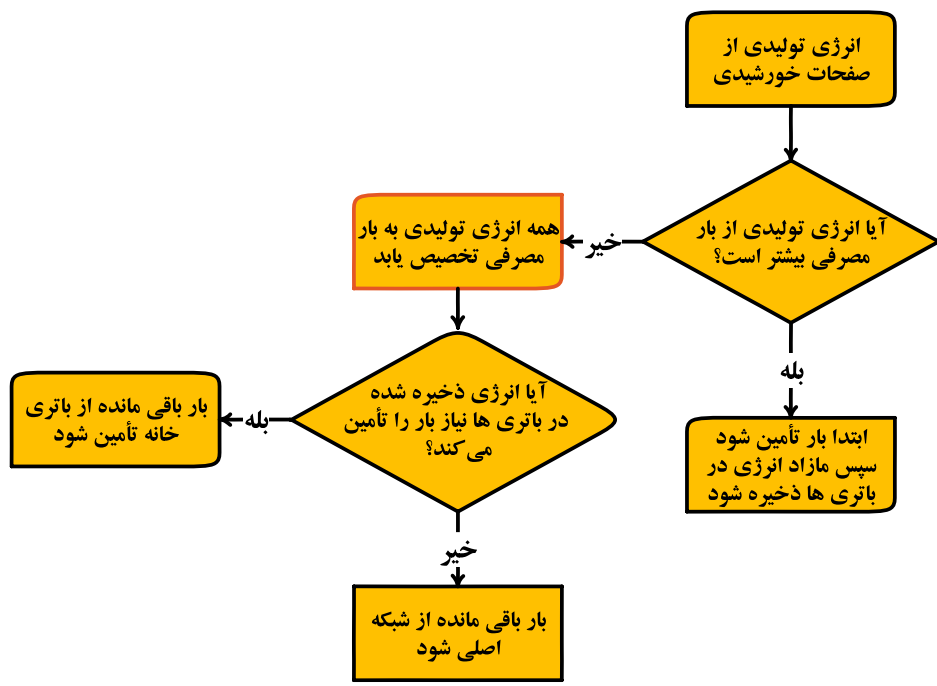 انرژی تولیدی از
صفحات خورشیدی
آیا انرژی تولیدی از بار
مصرفی بیشتر است؟
خیر
همه انرژی تولیدی به بار
مصرفی تخصیص یابد
بله
ابتدا بار تأمین شود
سپس مازاد انرژی در
باتری ها ذخیره شود
آیا انرژی ذخیره شده
در باتری ها نیاز بار را تأمین
می کند؟
بله
بار باقی مانده از باتری
خانه تأمین شود
خیر
بار باقی مانده از شبکه
اصلی شود